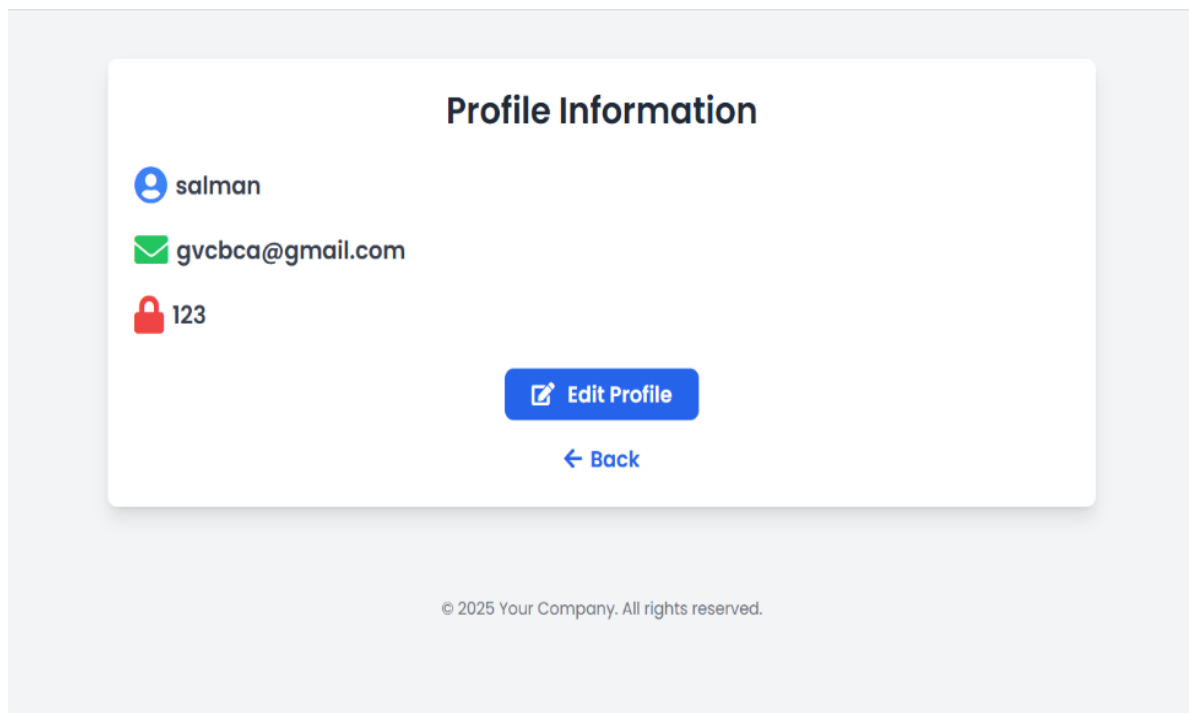 Profile Information
salman
gvcbca@gmail.com
123
Edit Profile
Back
© 2025 Your Company. All rights reserved.